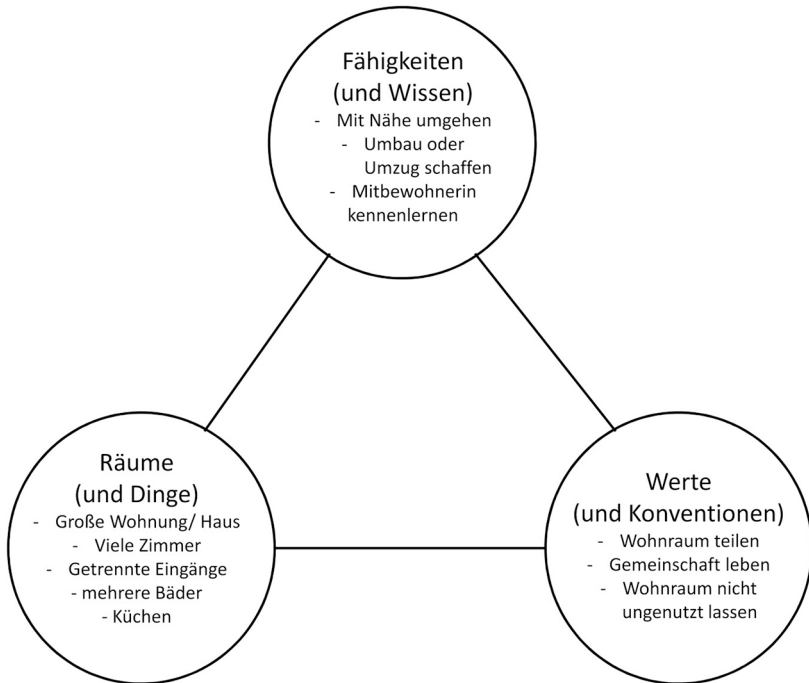 Fähigkeiten
(und Wissen)
- Mit Nähe umgehen
- Umbau oder
Umzug schaffen
- Mitbewohnerin
kennenlernen
Räume
(und Dinge)
- Große Wohnung/ Haus
- Viele Zimmer
- Getrennte Eingänge
- mehrere Bäder
- Küchen
Werte
(und Konventionen)
- Wohnraum teilen
- Gemeinschaft leben
- Wohnraum nicht
ungenutzt lassen